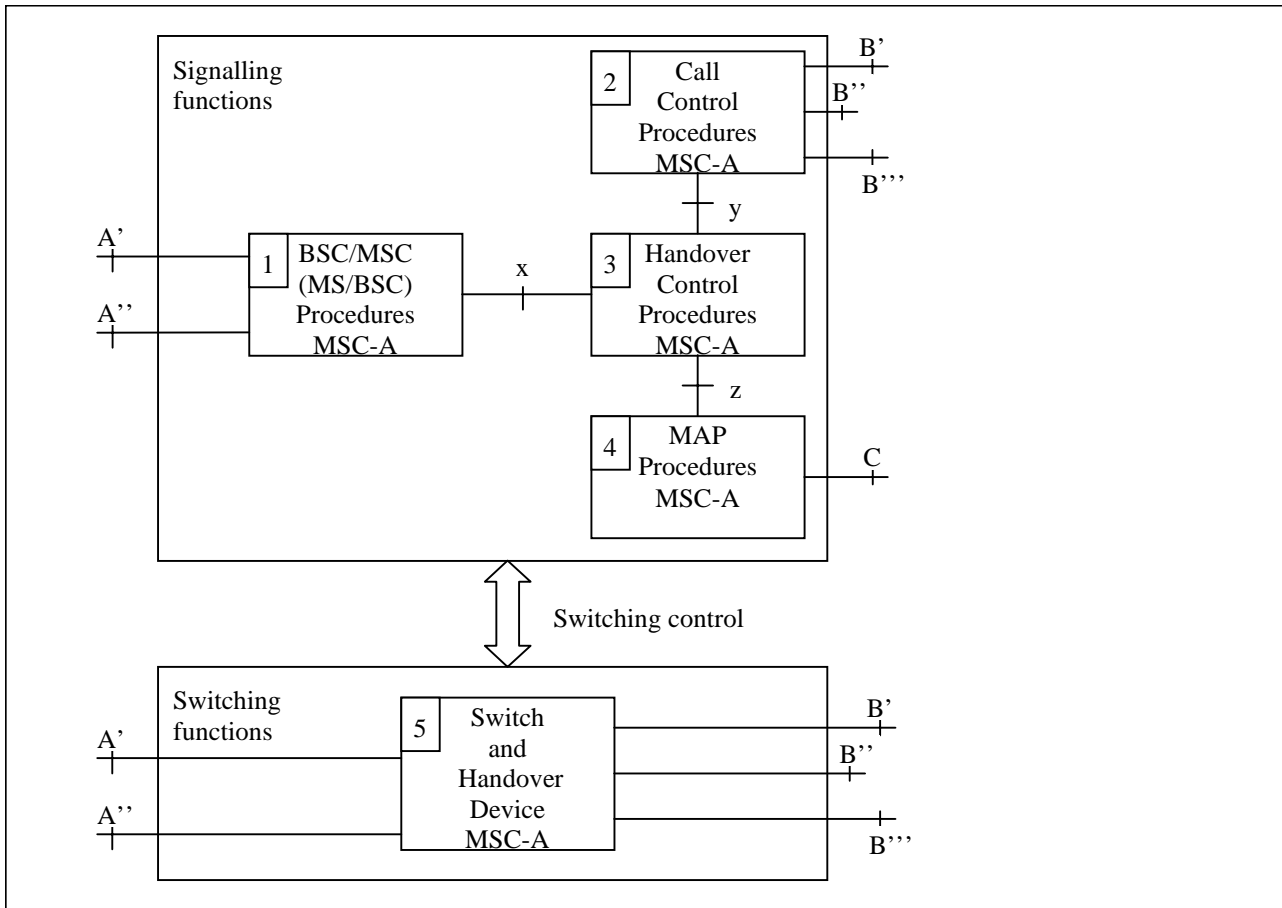 Signalling
functions
2
Call
Control
Procedures
MSC-A
B’
B’’
B’’’
y
A’
A’’
1
BSC/MSC
(MS/BSC)
Procedures
MSC-A
x
3
Handover
Control
Procedures
MSC-A
z
4
MAP
Procedures
MSC-A
C
Switching control
Switching
functions
A’
A’’
5
Switch
and
Handover
Device
MSC-A
B’
B’’
B’’’